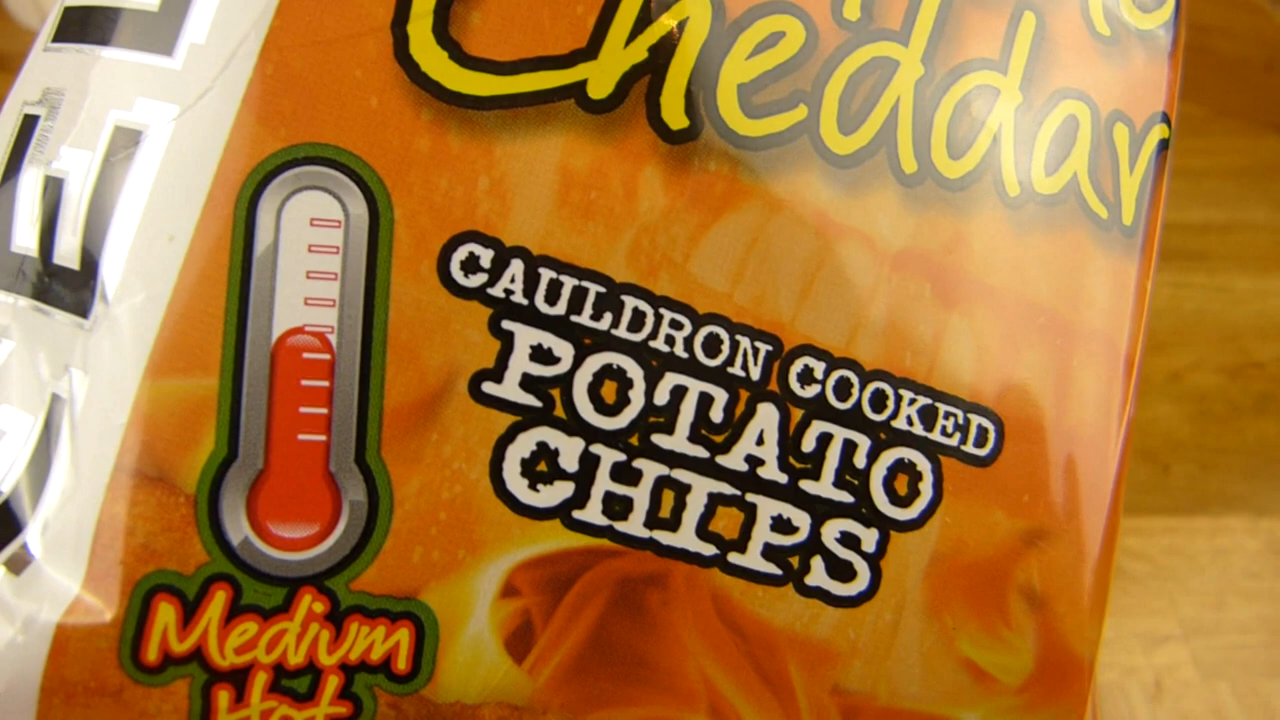 Cheddar
CAULDRON COOKED
POTATO
CHIPS
Medium
Hot